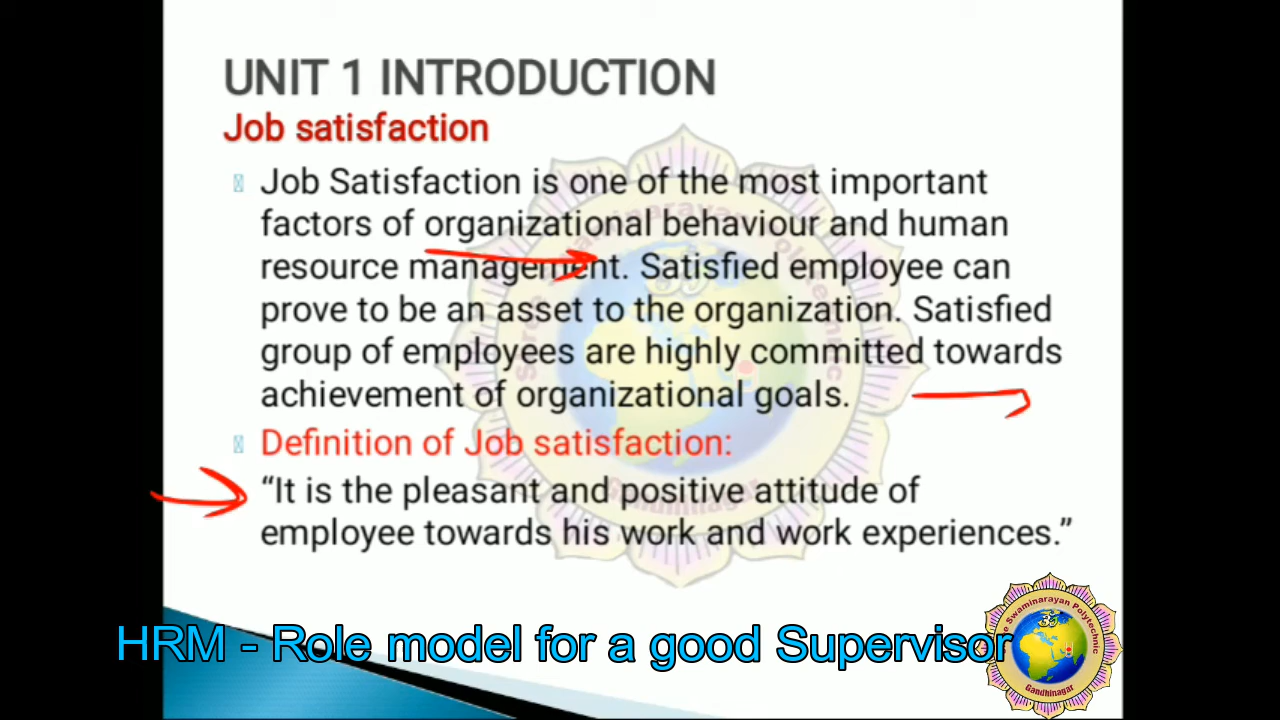 UNIT 1 INTRODUCTION
Job satisfaction
Job Satisfaction is one of the most important
factors of organizational behaviour and human
resource management. Satisfied employee can
prove to be an asset to the organization. Satisfied
group of employees are highly committed towards
achievement of organizational goals.
Definition of Job satisfaction:
“It is the pleasant and positive attitude of
employee towards his work and work experiences.”
HRM - Role model for a good Supervisor
Swaminarayan Polytechnic
Gandhinagar